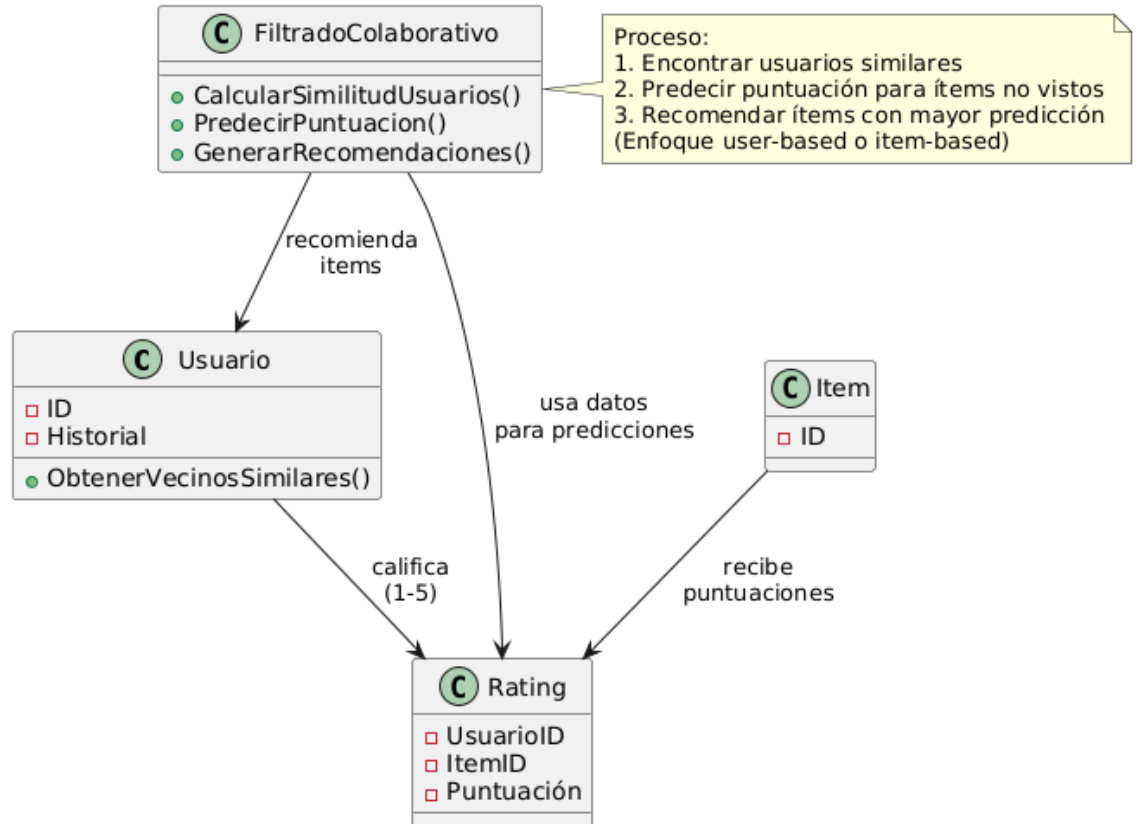 C FiltradoColaborativo
CalcularSimilitudUsuarios()
PredecirPuntuacion()
GenerarRecomendaciones()
Proceso:
1. Encontrar usuarios similares
2. Predecir puntuación para ítems no vistos
3. Recomendar ítems con mayor predicción
(Enfoque user-based o item-based)
recomienda
items
C Usuario
ID
Historial
ObtenerVecinosSimilares()
usa datos
para predicciones
C Item
ID
califica
(1-5)
recibe
puntuaciones
C Rating
UsuarioID
ItemID
Puntuación